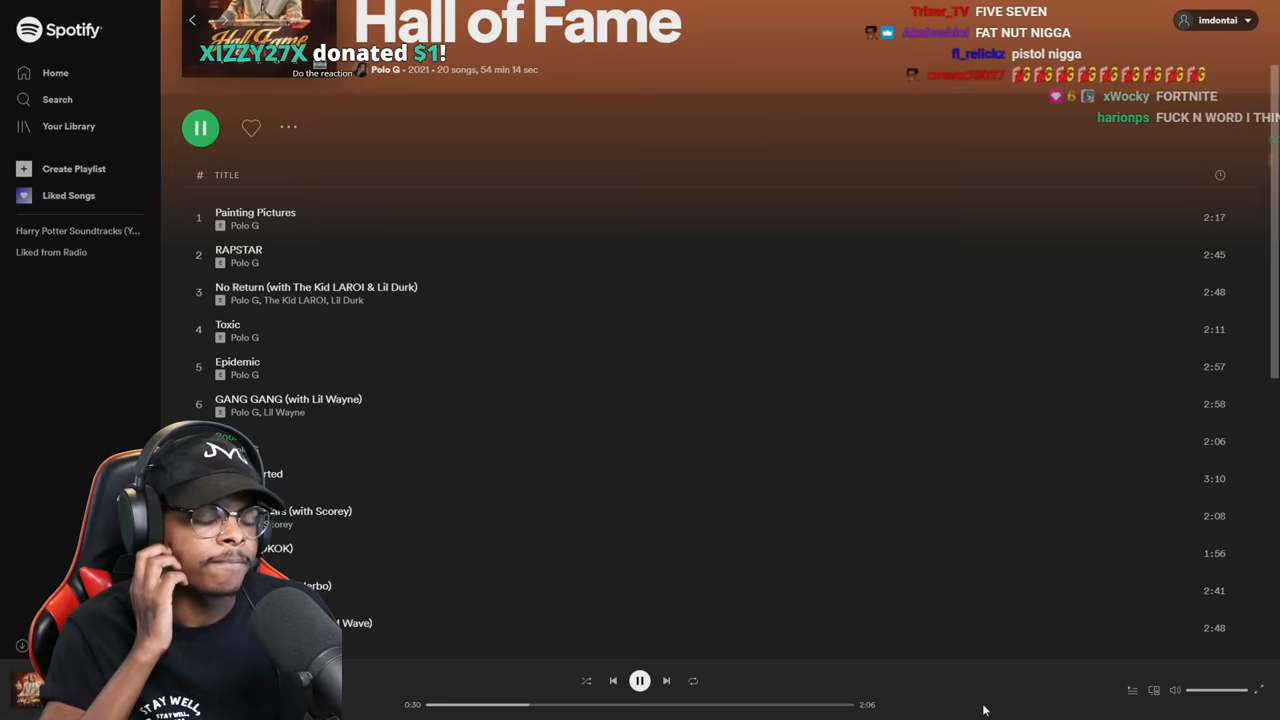 Spotify
Home
Search
Your Library
Create Playlist
Liked Songs
Harry Potter Soundtracks (Y...
Liked from Radio
Hall of Fame
XIZZY27X donated $1!
Do the reaction
Polo G • 2021 • 20 songs, 54 min 14 sec
imdontai
Trizer_TV FIVE SEVEN
FAT NUT NIGGA
fl_relickz pistol nigga
6 xWocky FORTNITE
harionps FUCK N WORD I THIN
# TITLE
1 Painting Pictures 2:17
Polo G
2 RAPSTAR 2:45
Polo G
3 No Return (with The Kid LAROI & Lil Durk) 2:48
Polo G, The Kid LAROI, Lil Durk
4 Toxic 2:11
Polo G
5 Epidemic 2:57
Polo G
6 GANG GANG (with Lil Wayne) 2:58
Polo G, Lil Wayne
2:06
3:10
(with Scorey) 2:08
Scorey
1:56
2:41
Wave) 2:48
STAY WELL,
STAY WELL,
0:30 2:06